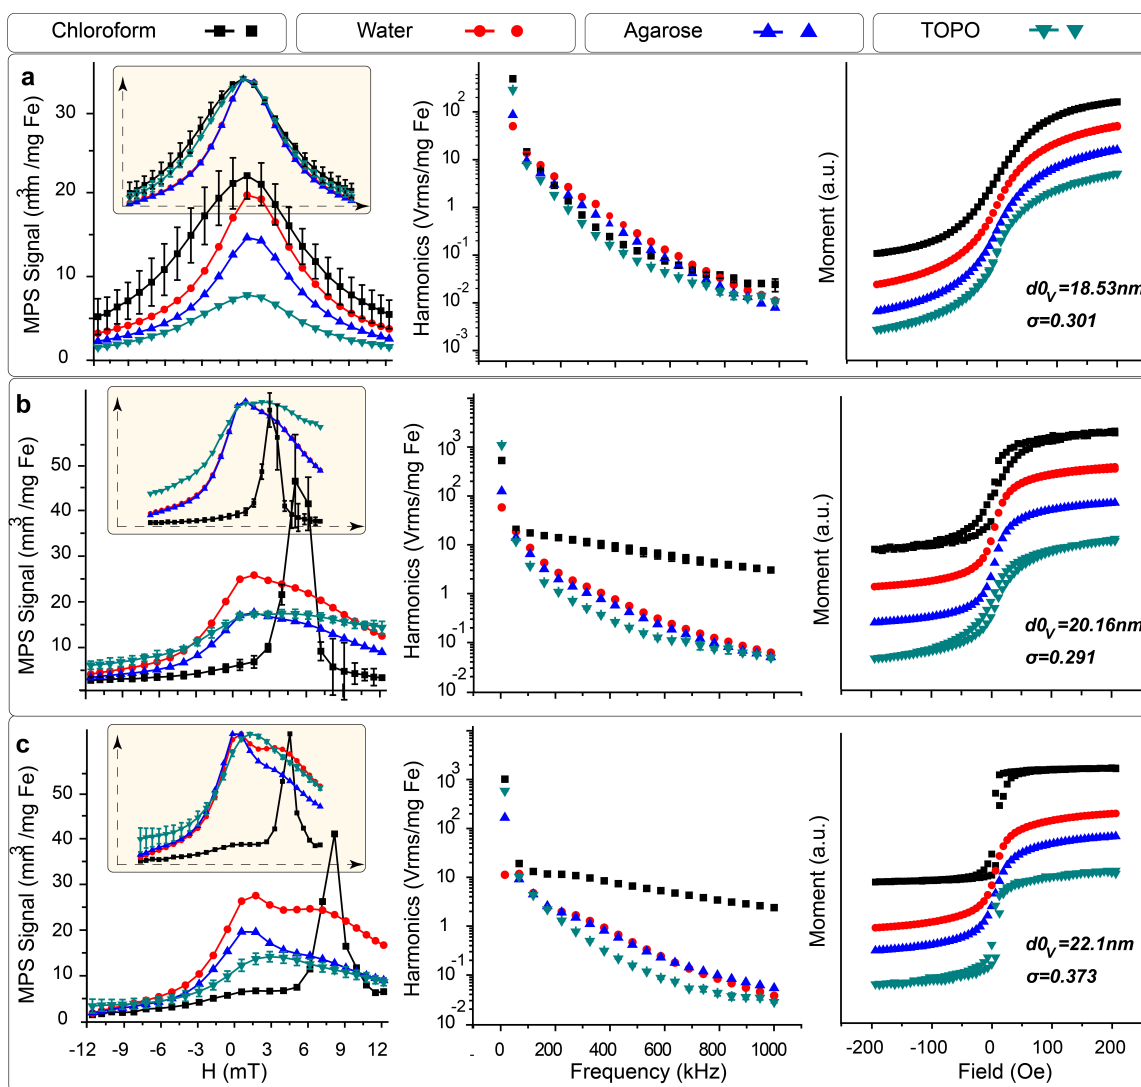 Chloroform Water Agarose TOPO
a
MPS Signal (mm³ /mg Fe)
30
20
10
0
Harmonics (Vrms/mg Fe)
10²
10
1
10⁻¹
10⁻²
10⁻³
Moment (a.u.)
d0V=18.53nm
σ=0.301
b
MPS Signal (mm³ /mg Fe)
50
40
30
20
10
Harmonics (Vrms/mg Fe)
10³
10²
10
1
10⁻¹
10⁻²
Moment (a.u.)
d0V=20.16nm
σ=0.291
c
MPS Signal (mm³ /mg Fe)
50
40
30
20
10
0
-12 -9 -6 -3 0 3 6 9 12
H (mT)
Harmonics (Vrms/mg Fe)
10³
10²
10
1
10⁻¹
10⁻²
0 200 400 600 800 1000
Frequency (kHz)
Moment (a.u.)
d0V=22.1nm
σ=0.373
-200 -100 0 100 200
Field (Oe)